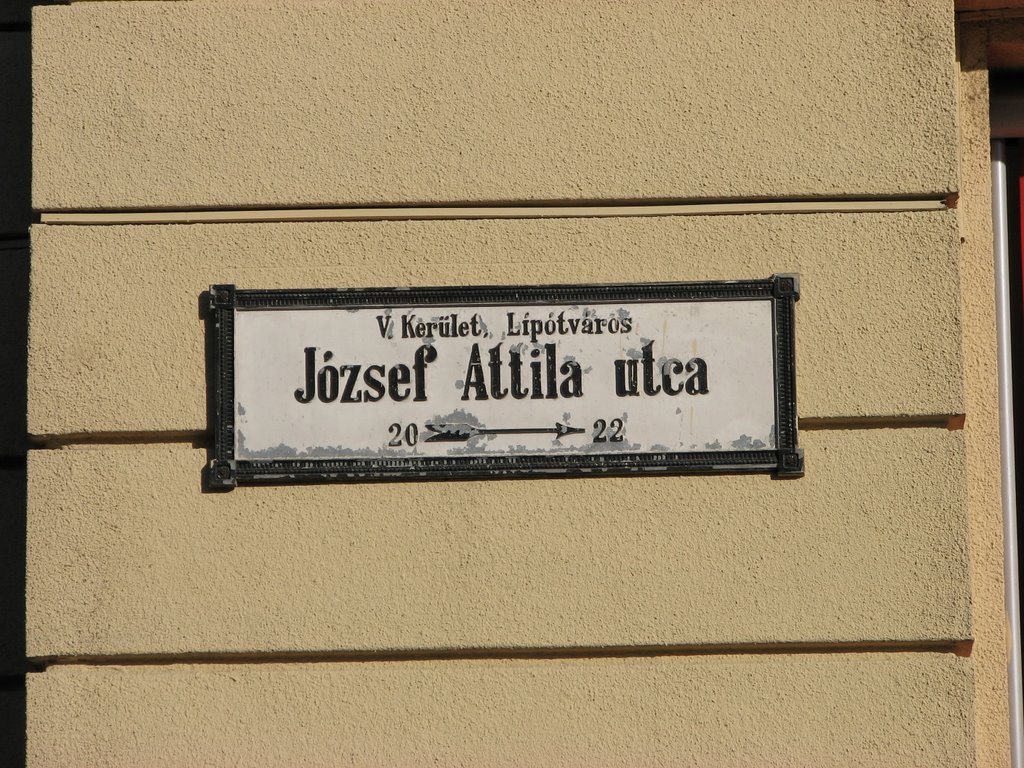 V. Kerület, Lipótváros
József Attila utca
20 22